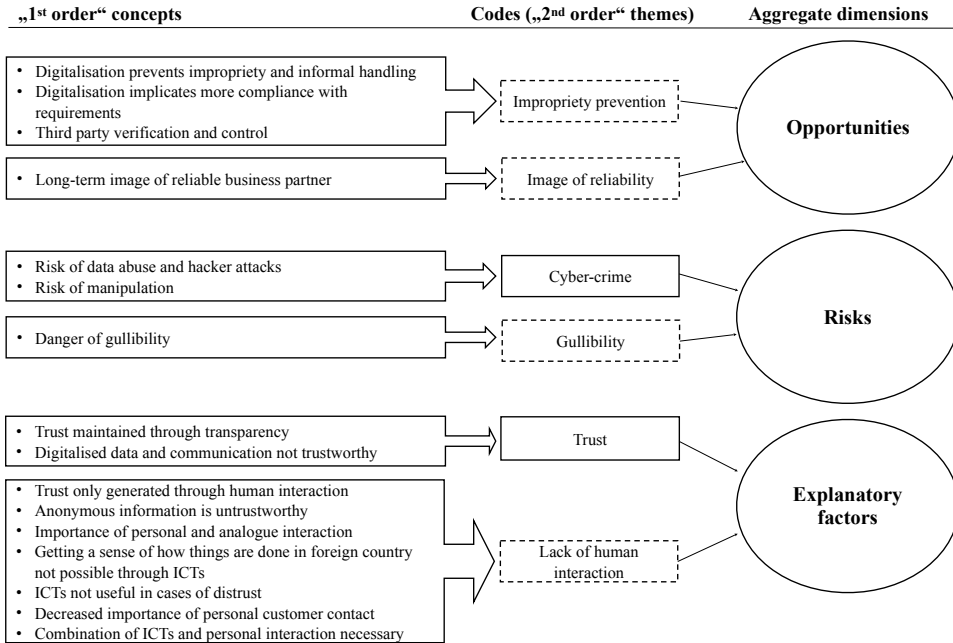 „1st order“ concepts
Codes („2nd order“ themes)
Aggregate dimensions
• Digitalisation prevents impropriety and informal handling
• Digitalisation implicates more compliance with
requirements
• Third party verification and control
Impropriety prevention
Opportunities
• Long-term image of reliable business partner
Image of reliability
• Risk of data abuse and hacker attacks
• Risk of manipulation
Cyber-crime
Risks
• Danger of gullibility
Gullibility
• Trust maintained through transparency
• Digitalised data and communication not trustworthy
Trust
Explanatory
factors
• Trust only generated through human interaction
• Anonymous information is untrustworthy
• Importance of personal and analogue interaction
• Getting a sense of how things are done in foreign country
not possible through ICTs
• ICTs not useful in cases of distrust
• Decreased importance of personal customer contact
• Combination of ICTs and personal interaction necessary
Lack of human
interaction